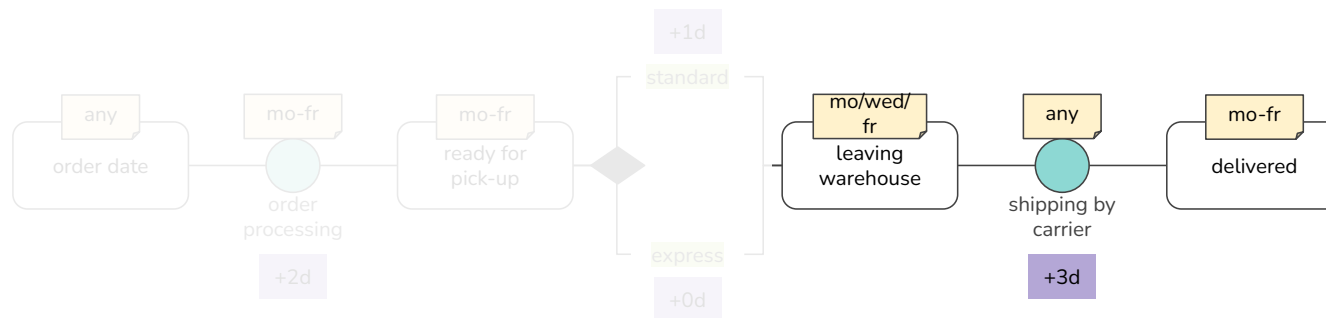 +1d
standard
any
mo-fr
mo-fr
mo/wed/
fr
any
mo-fr
order date
ready for
pick-up
leaving
warehouse
delivered
order
processing
shipping by
carrier
express
+2d
+0d
+3d